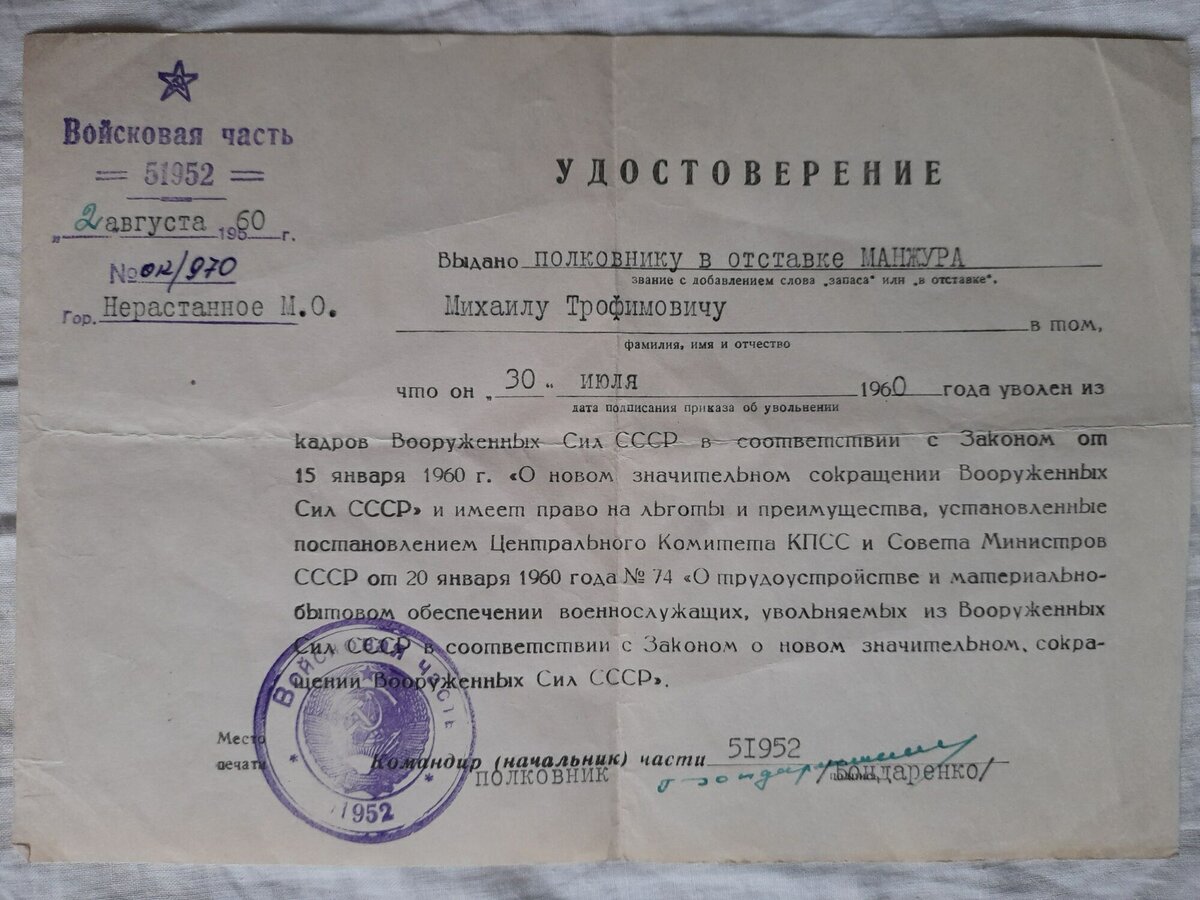 Войсковая часть
51952
"2 августа 1960 г.
№ ок/970
Гор. Нерастанное М.О.
УДОСТОВЕРЕНИЕ
Выдано полковнику в отставке МАНЖУРА
звание с добавлением слова „запаса“ или „в отставке“.
Михаилу Трофимовичу
в том,
фамилия, имя и отчество
что он „30“ июля 1960 года уволен из
дата подписания приказа об увольнении
кадров Вооруженных Сил СССР в соответствии с Законом от
15 января 1960 г. «О новом значительном сокращении Вооруженных
Сил СССР» и имеет право на льготы и преимущества, установленные
постановлением Центрального Комитета КПСС и Совета Министров
СССР от 20 января 1960 года № 74 «О трудоустройстве и материально-
бытовом обеспечении военнослужащих, увольняемых из Вооруженных
Сил СССР в соответствии с Законом о новом значительном, сокра-
щении Вооруженных Сил СССР».
Место
печати
Командир (начальник) части 51952
полковник /Бондаренко/
Войсковая часть
1952